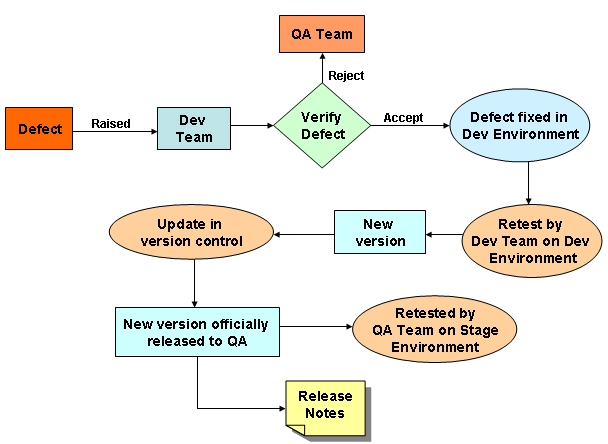 QA Team
Reject
Defect
Raised
Dev
Team
Verify
Defect
Accept
Defect fixed in
Dev Environment
Update in
version control
New
version
Retest by
Dev Team on Dev
Environment
New version officially
released to QA
Retested by
QA Team on Stage
Environment
Release
Notes